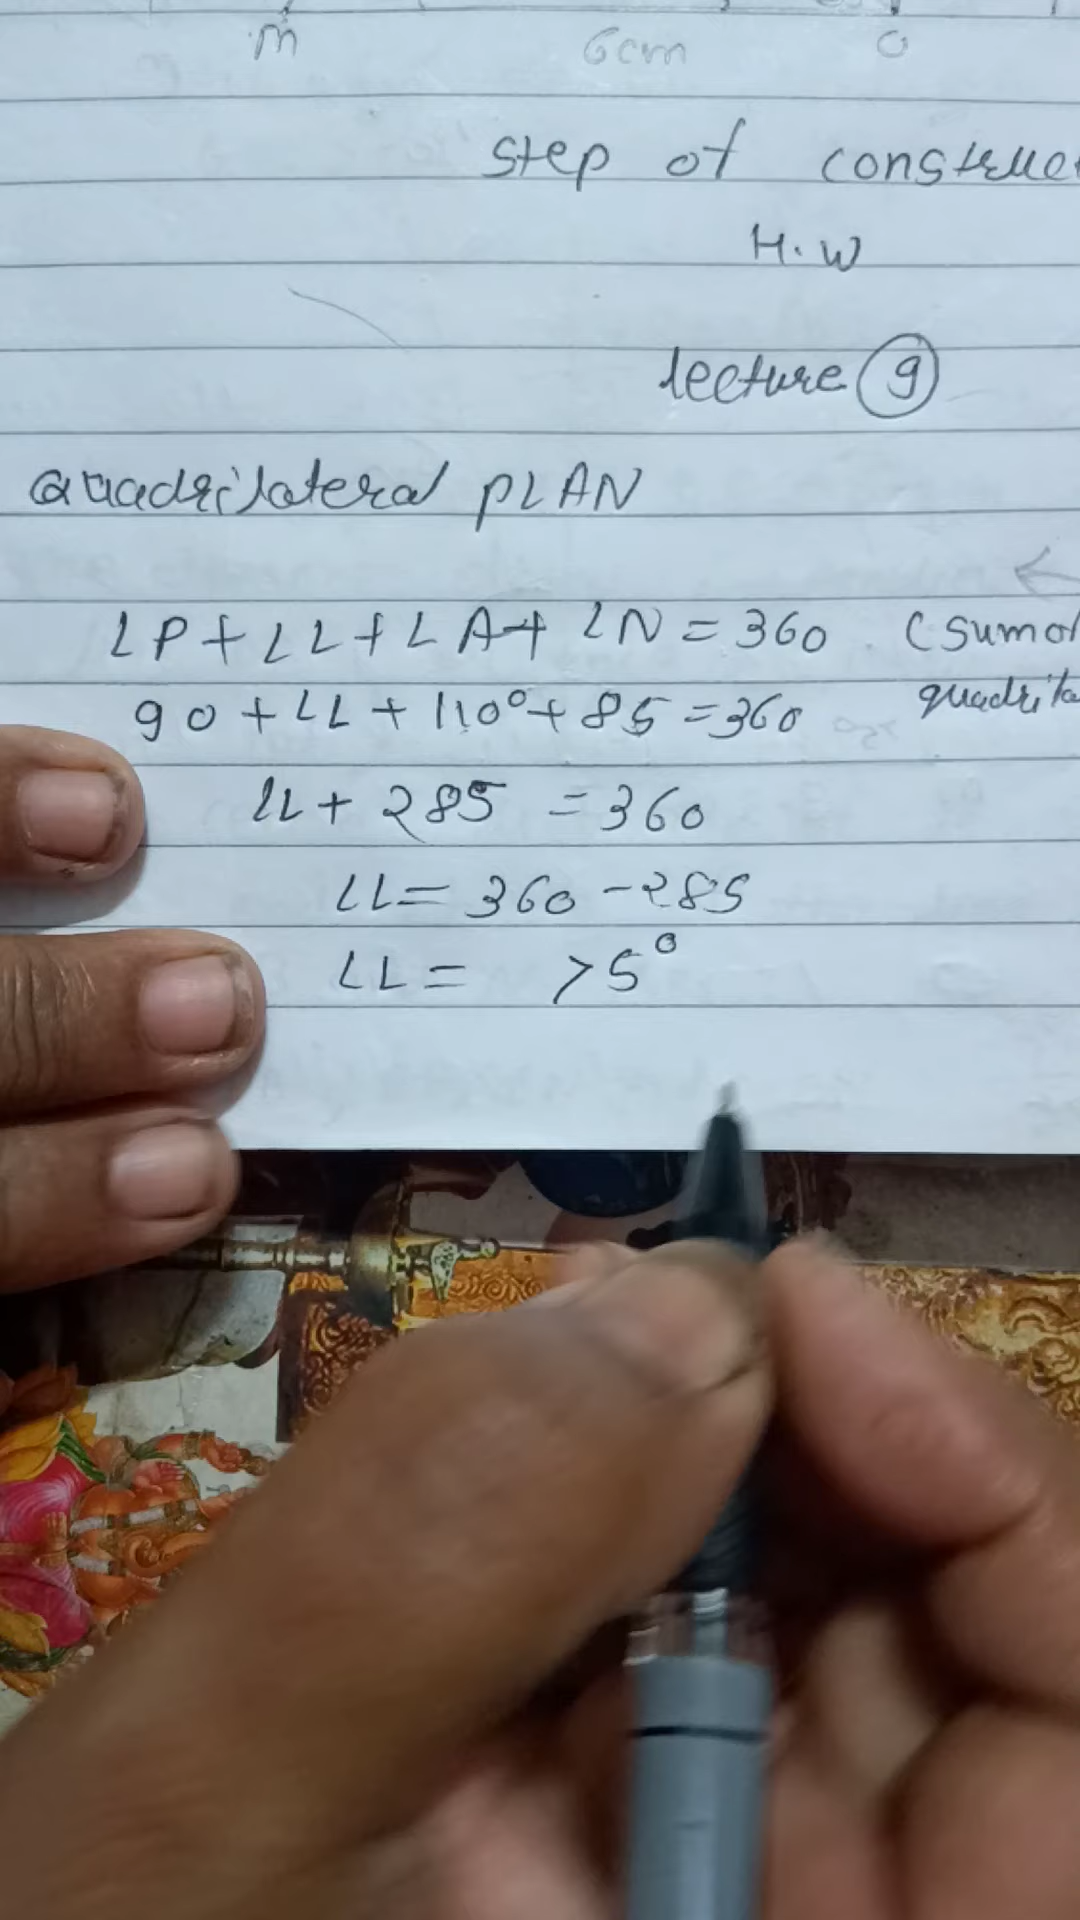 m 6cm
step of construc
H.W
lecture 9
Quadrilateral PLAN
∠P + ∠L + ∠A + ∠N = 360 (sum of
90 + ∠L + 110° + 85 = 360 quadrila
∠L + 285 = 360
∠L = 360 - 285
∠L = 75°